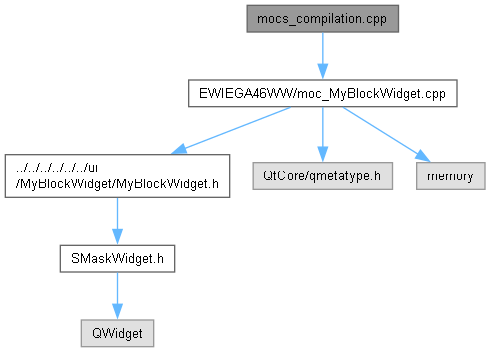 mocs_compilation.cpp
EWIEGA46WW/moc_MyBlockWidget.cpp
../../../../../../ui
/MyBlockWidget/MyBlockWidget.h
QtCore/qmetatype.h
memory
SMaskWidget.h
QWidget